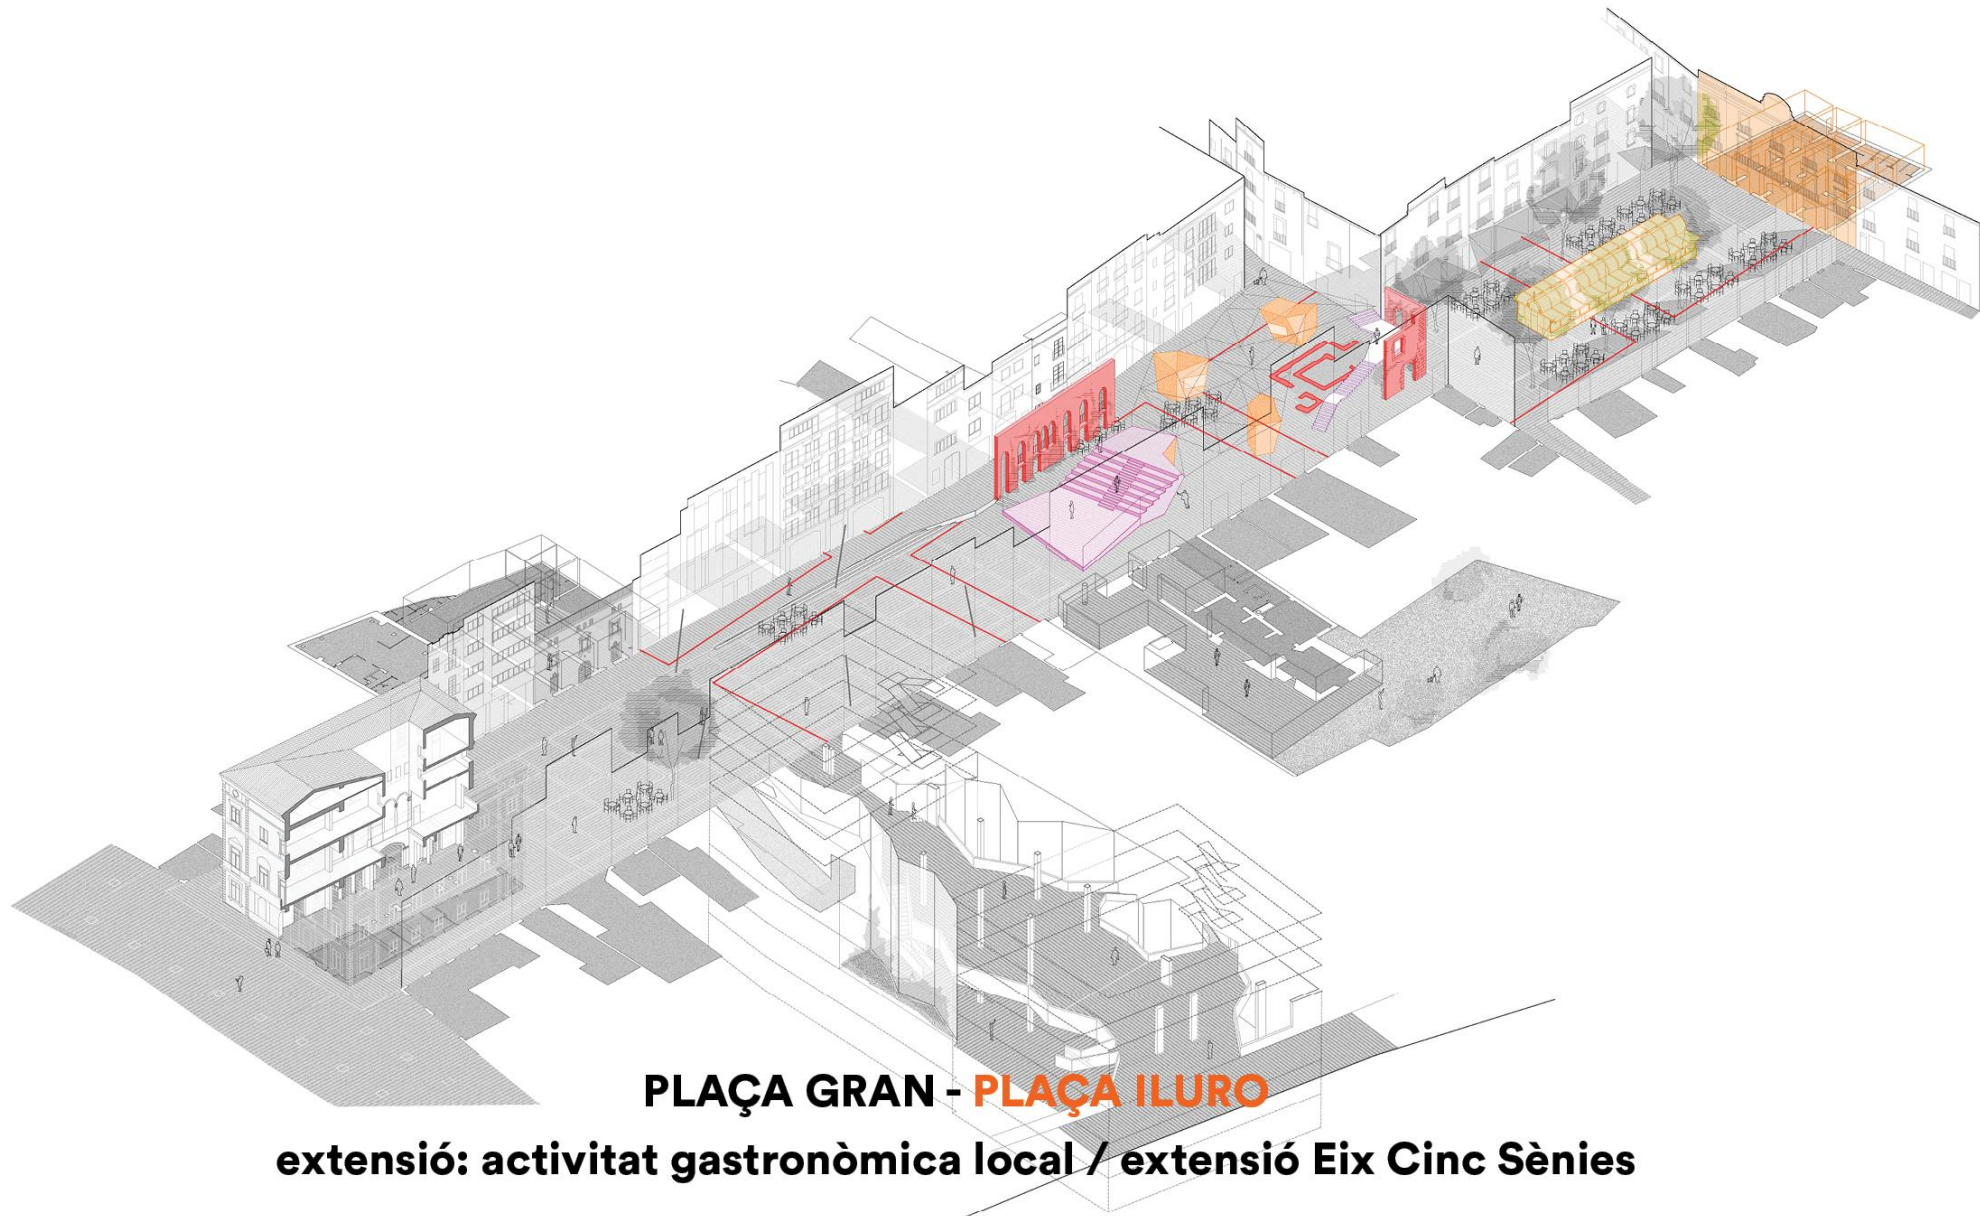 PLAÇA GRAN - PLAÇA ILURO
extensió: activitat gastronòmica local / extensió Eix Cinc Sènies